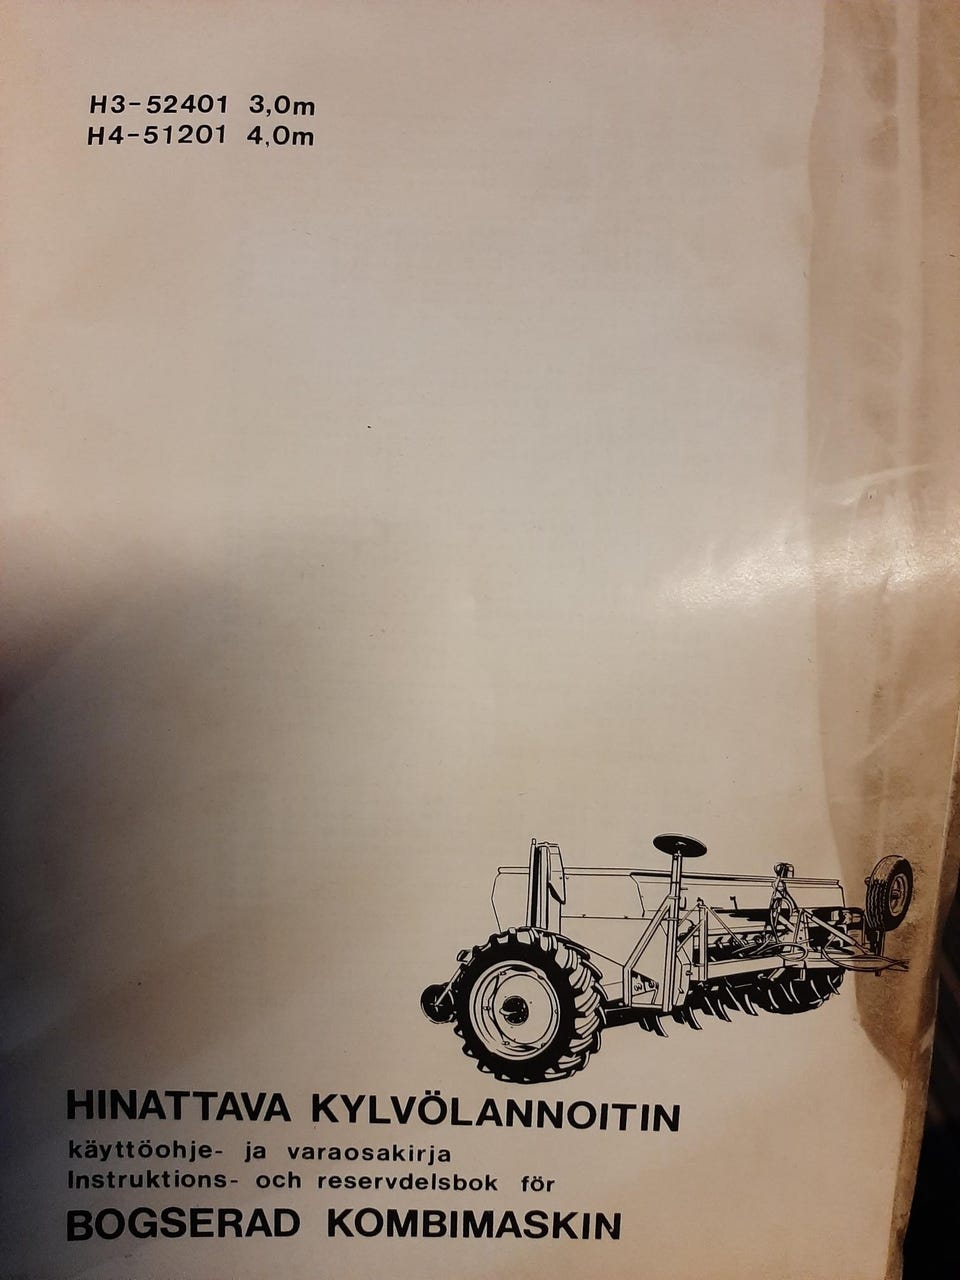 H3-52401 3,0m
H4-51201 4,0m
HINATTAVA KYLVÖLANNOITIN
käyttöohje- ja varaosakirja
Instruktions- och reservdelsbok för
BOGSERAD KOMBIMASKIN